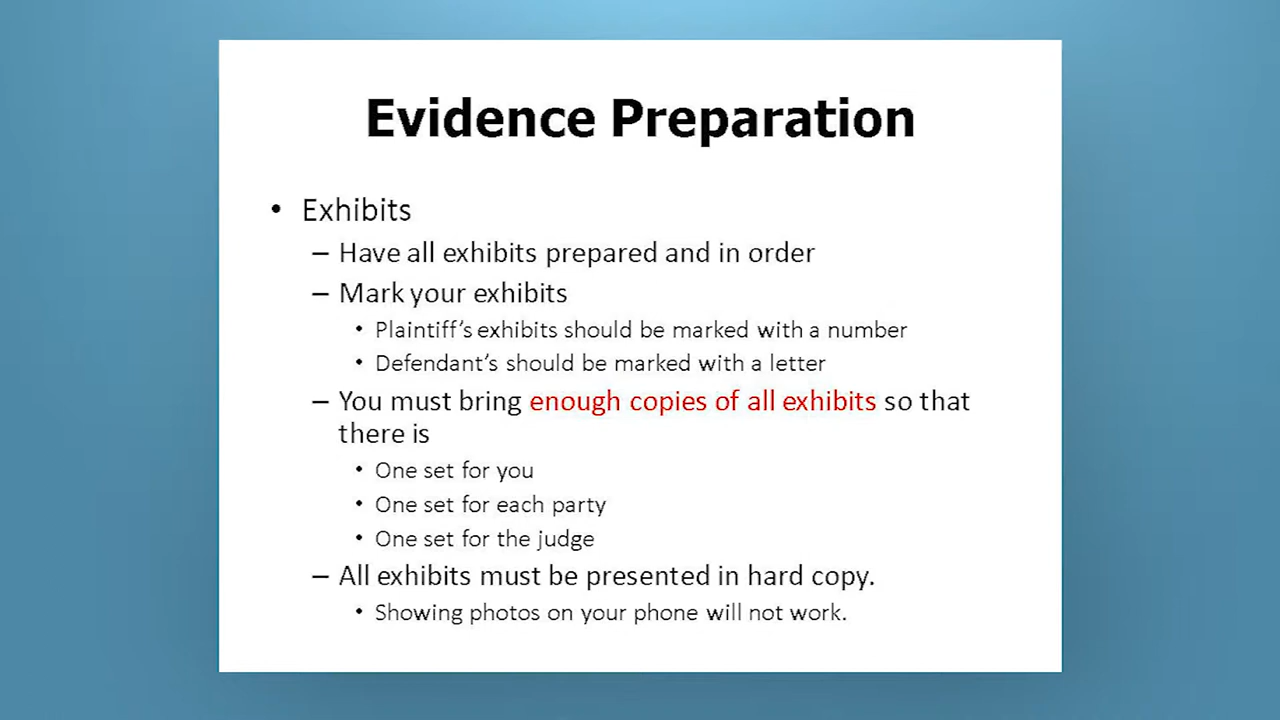 Evidence Preparation
• Exhibits
– Have all exhibits prepared and in order
– Mark your exhibits
• Plaintiff's exhibits should be marked with a number
• Defendant's should be marked with a letter
– You must bring enough copies of all exhibits so that
there is
• One set for you
• One set for each party
• One set for the judge
– All exhibits must be presented in hard copy.
• Showing photos on your phone will not work.